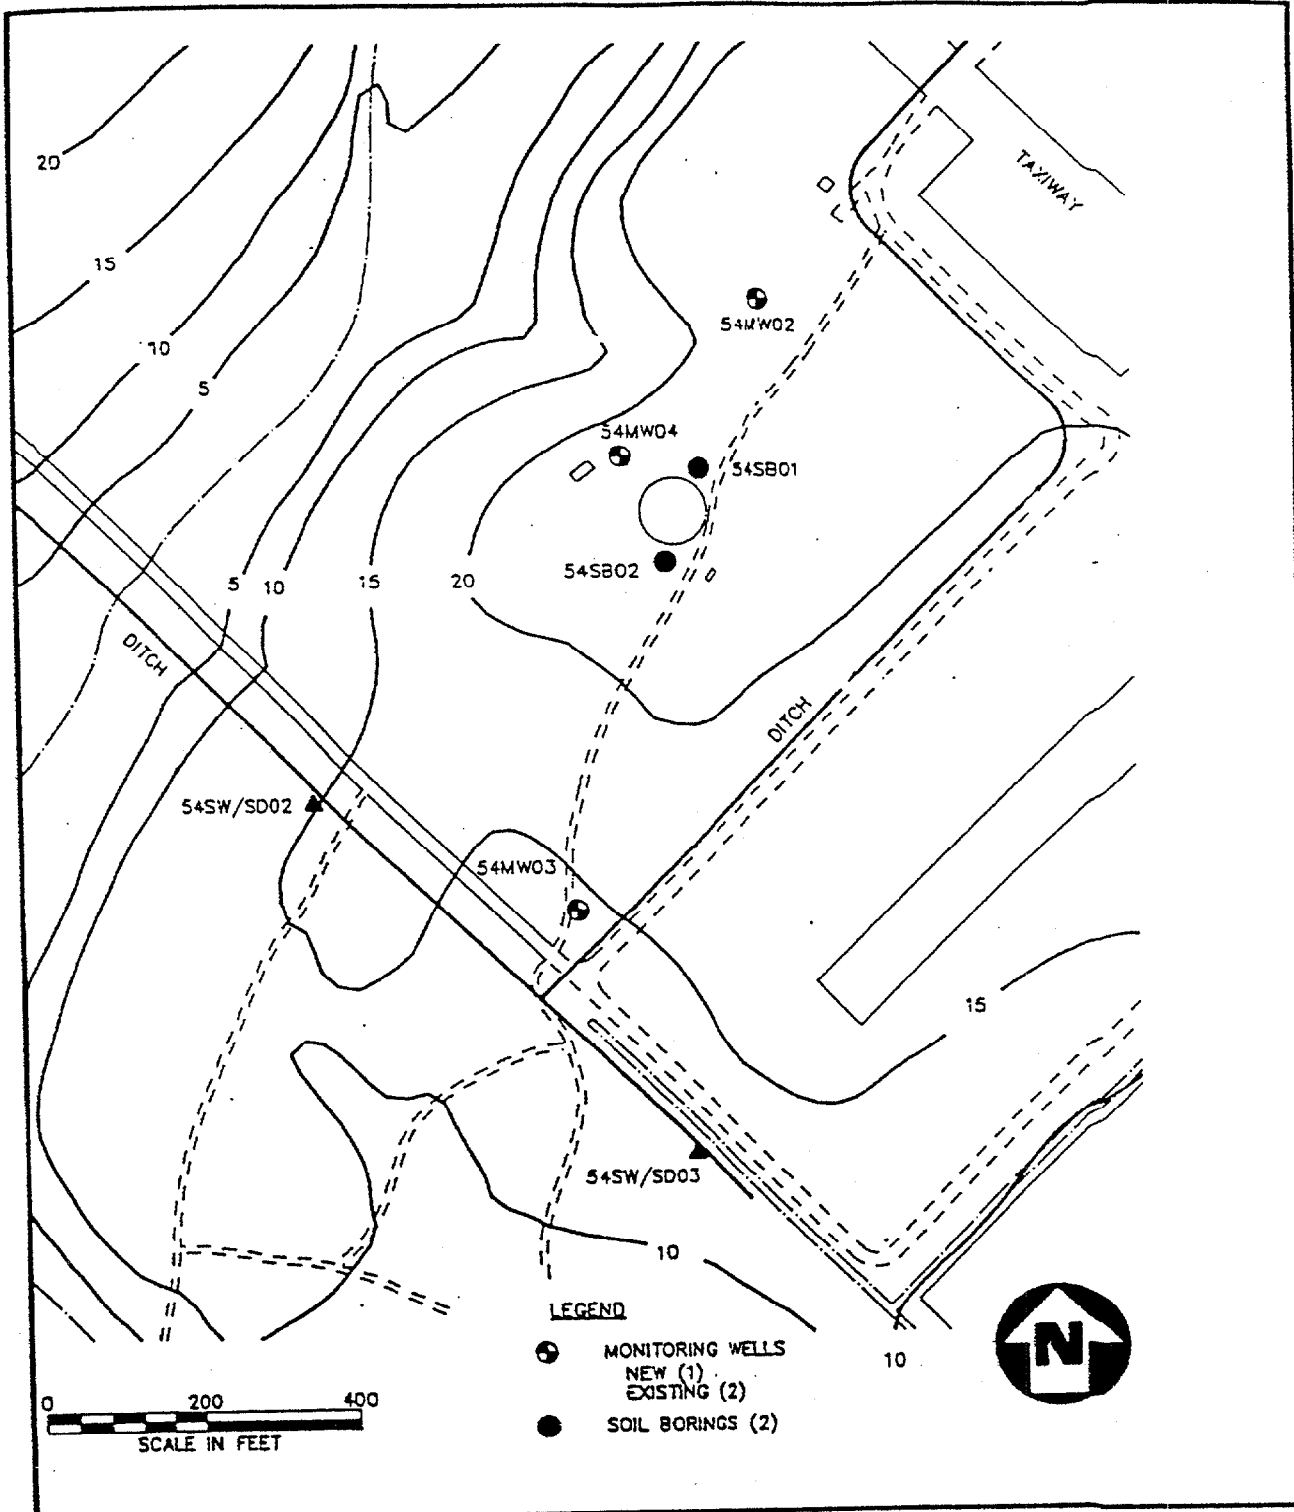 TAXIWAY
20
15
10
5
54MW02
54MW04
54SB01
54SB02
5
10
15
20
DITCH
DITCH
54SW/SD02
54MW03
15
54SW/SD03
10
LEGEND
MONITORING WELLS
NEW (1)
EXISTING (2)
SOIL BORINGS (2)
10
N
0 200 400
SCALE IN FEET